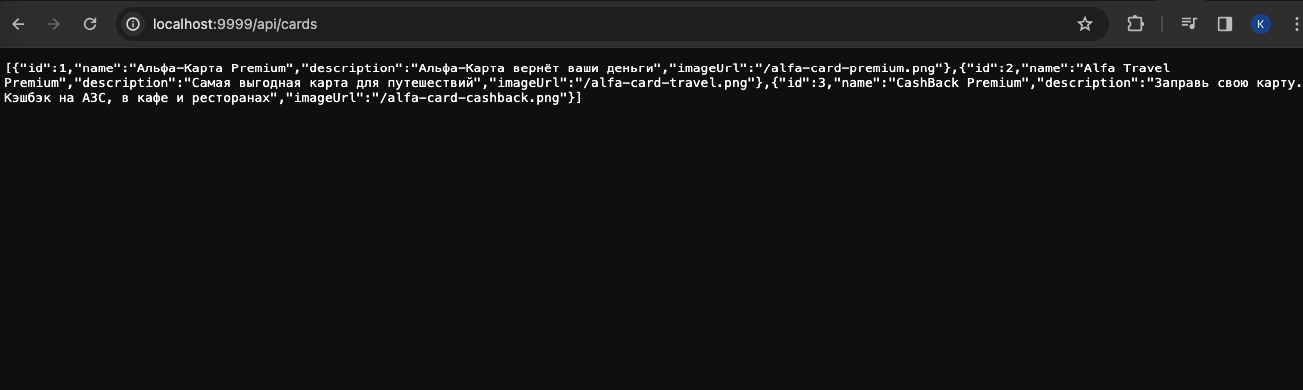 localhost:9999/api/cards
K
[{"id":1,"name":"Альфа-Карта Premium","description":"Альфа-Карта вернёт ваши деньги","imageUrl":"/alfa-card-premium.png"},{"id":2,"name":"Alfa Travel
Premium","description":"Самая выгодная карта для путешествий","imageUrl":"/alfa-card-travel.png"},{"id":3,"name":"CashBack Premium","description":"Заправь свою карту.
Кэшбэк на АЗС, в кафе и ресторанах","imageUrl":"/alfa-card-cashback.png"}]